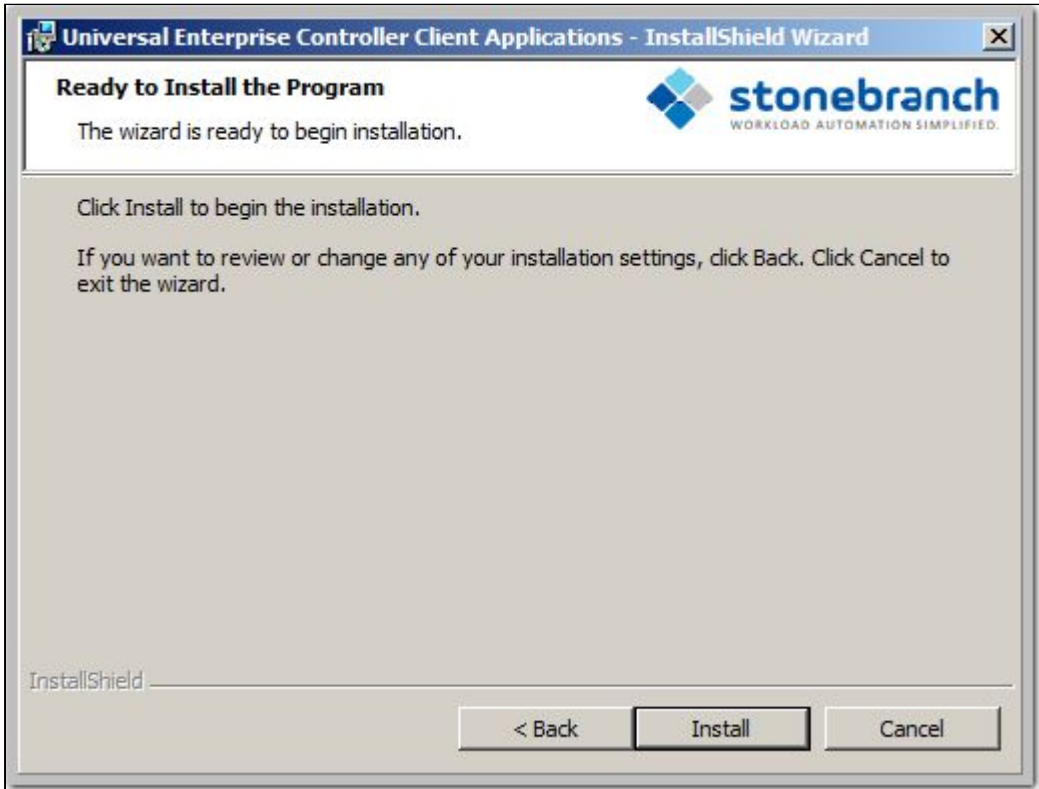 Universal Enterprise Controller Client Applications - InstallShield Wizard
Ready to Install the Program
The wizard is ready to begin installation.
stonebranch
WORKLOAD AUTOMATION SIMPLIFIED.
Click Install to begin the installation.
If you want to review or change any of your installation settings, click Back. Click Cancel to
exit the wizard.
InstallShield
< Back
Install
Cancel